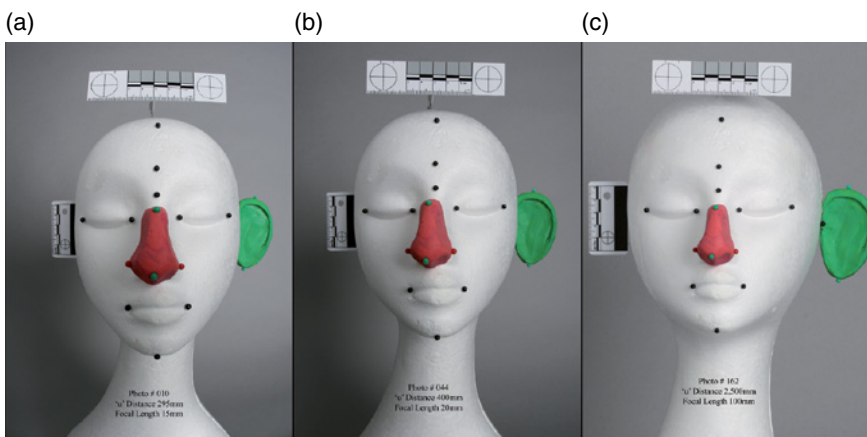 (a)
(b)
(c)
Photo # 010
'u' Distance 295mm
Focal Length 15mm
Photo # 044
'u' Distance 400mm
Focal Length 20mm
Photo # 162
'u' Distance 2,500mm
Focal Length 100mm